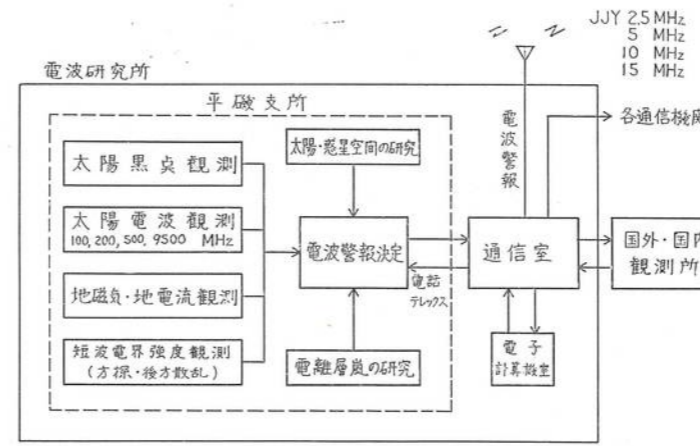 JJY 2.5 MHz
5 MHz
10 MHz
15 MHz
電波研究所
平磯支所
電波警報
各通信機関
太陽黒点観測
太陽・惑星空間の研究
太陽電波観測
100, 200, 500, 9500 MHz
電波警報決定
通信室
国外・国内
観測所
電話
テレックス
地磁気・地電流観測
短波電界強度観測
(方探・後方散乱)
電離層嵐の研究
電子
計算機室